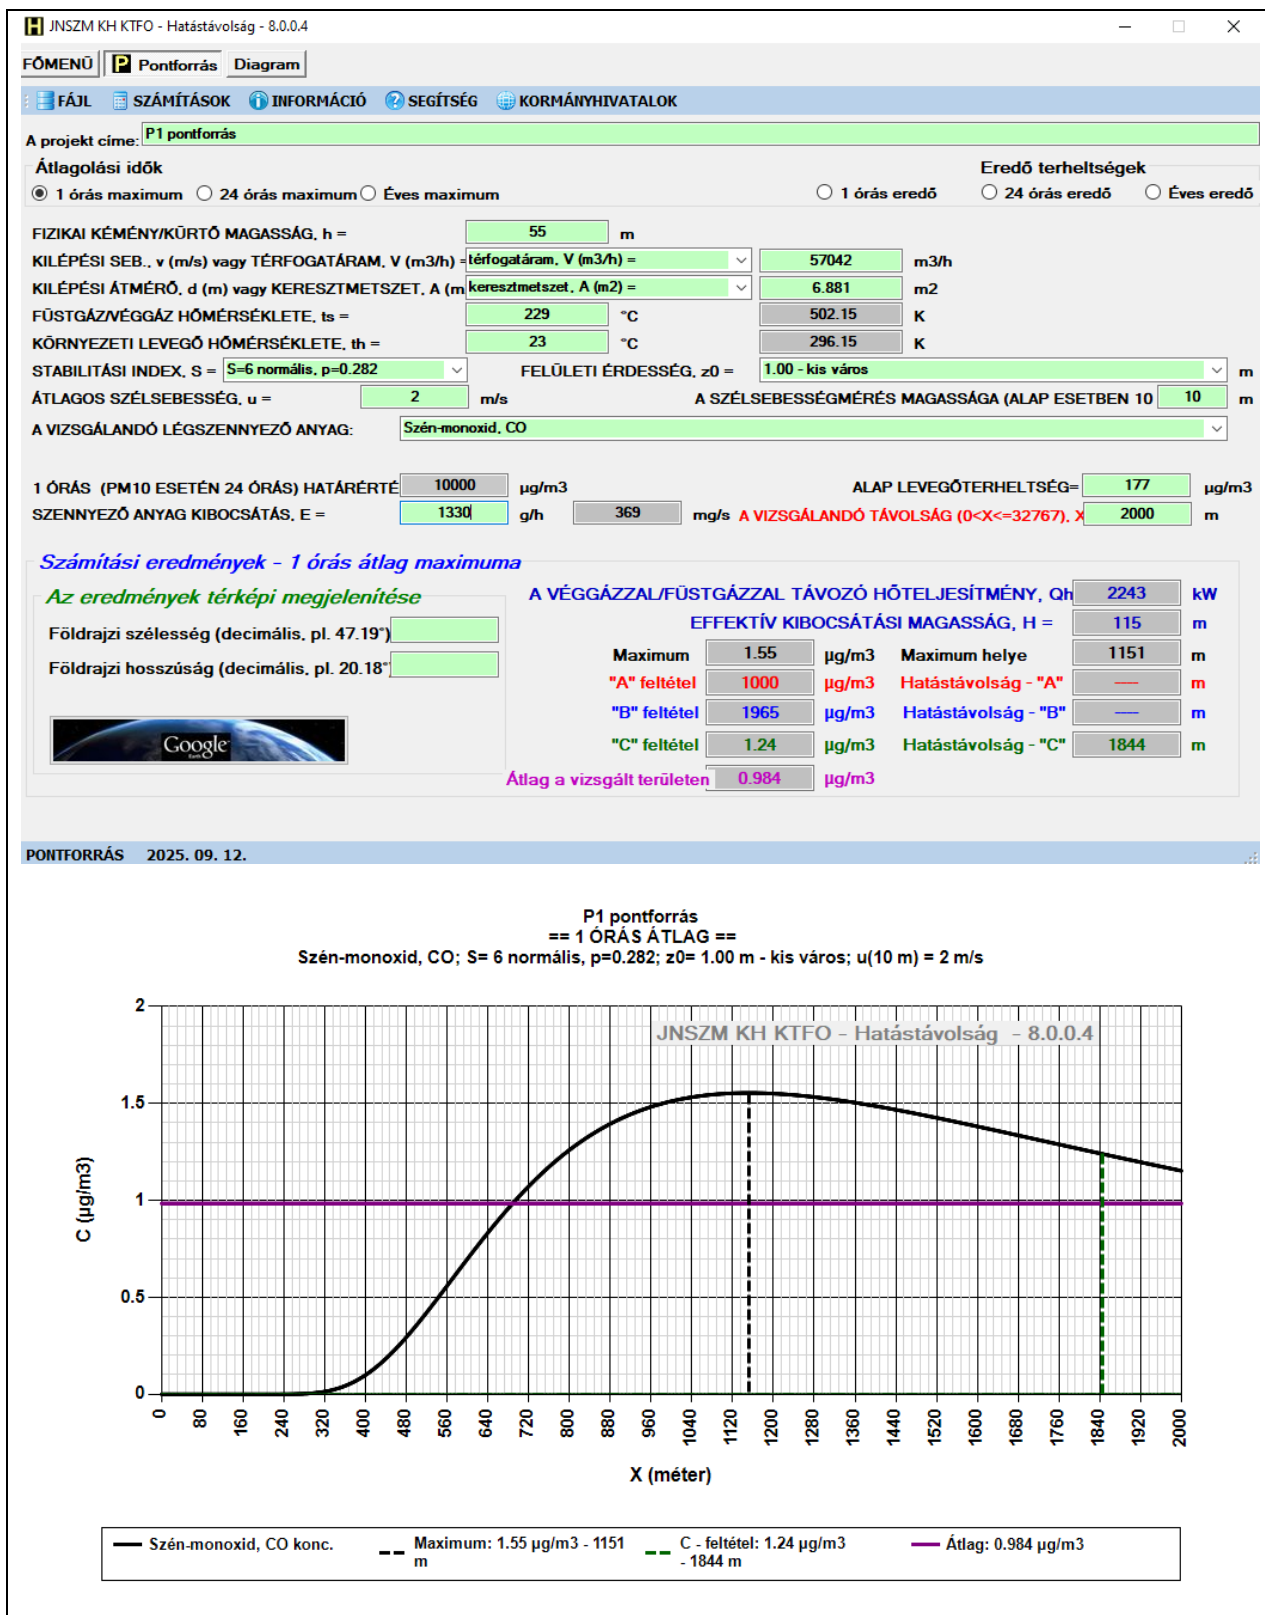 JNSZM KH KTFO - Hatástávolság - 8.0.0.4
FŐMENÜ P Pontforrás Diagram
FÁJL SZÁMÍTÁSOK INFORMÁCIÓ SEGÍTSÉG KORMÁNYHIVATALOK
A projekt címe: P1 pontforrás
Átlagolási idők Eredő terheltségek
1 órás maximum 24 órás maximum Éves maximum 1 órás eredő 24 órás eredő Éves eredő
FIZIKAI KÉMÉNY/KÜRTŐ MAGASSÁG, h = 55 m
KILÉPÉSI SEB., v (m/s) vagy TÉRFOGATÁRAM, V (m3/h) = térfogatáram, V (m3/h) = 57042 m3/h
KILÉPÉSI ÁTMÉRŐ, d (m) vagy KERESZTMETSZET, A (m keresztmetszet, A (m2) = 6.881 m2
FÜSTGÁZ/VÉGGÁZ HŐMÉRSÉKLETE, ts = 229 °C 502.15 K
KÖRNYEZETI LEVEGŐ HŐMÉRSÉKLETE, th = 23 °C 296.15 K
STABILITÁSI INDEX, S = S=6 normális, p=0.282 FELÜLETI ÉRDESSÉG, z0 = 1.00 - kis város m
ÁTLAGOS SZÉLSEBESSÉG, u = 2 m/s A SZÉLSEBESSÉGMÉRÉS MAGASSÁGA (ALAP ESETBEN 10 10 m
A VIZSGÁLANDÓ LÉGSZENNYEZŐ ANYAG: Szén-monoxid, CO
1 ÓRÁS (PM10 ESETÉN 24 ÓRÁS) HATÁRÉRTÉ 10000 µg/m3 ALAP LEVEGŐTERHELTSÉG= 177 µg/m3
SZENNYEZŐ ANYAG KIBOCSÁTÁS, E = 1330 g/h 369 mg/s A VIZSGÁLANDÓ TÁVOLSÁG (0<X<=32767), X 2000 m
Számítási eredmények - 1 órás átlag maximuma
Az eredmények térképi megjelenítése
A VÉGGÁZZAL/FÜSTGÁZZAL TÁVOZÓ HŐTELJESÍTMÉNY, Qh 2243 kW
Földrajzi szélesség (decimális, pl. 47.19°)
EFFEKTÍV KIBOCSÁTÁSI MAGASSÁG, H = 115 m
Földrajzi hosszúság (decimális, pl. 20.18°)
Maximum 1.55 µg/m3 Maximum helye 1151 m
"A" feltétel 1000 µg/m3 Hatástávolság - "A" ---- m
"B" feltétel 1965 µg/m3 Hatástávolság - "B" ---- m
Google
Earth
"C" feltétel 1.24 µg/m3 Hatástávolság - "C" 1844 m
Átlag a vizsgált területen 0.984 µg/m3
PONTFORRÁS 2025. 09. 12.
P1 pontforrás
== 1 ÓRÁS ÁTLAG ==
Szén-monoxid, CO; S= 6 normális, p=0.282; z0= 1.00 m - kis város; u(10 m) = 2 m/s
JNSZM KH KTFO - Hatástávolság - 8.0.0.4
2
1.5
1
0.5
0
C (µg/m3)
0 80 160 240 320 400 480 560 640 720 800 880 960 1040 1120 1200 1280 1360 1440 1520 1600 1680 1760 1840 1920 2000
X (méter)
Szén-monoxid, CO konc. Maximum: 1.55 µg/m3 - 1151 m C - feltétel: 1.24 µg/m3 - 1844 m Átlag: 0.984 µg/m3